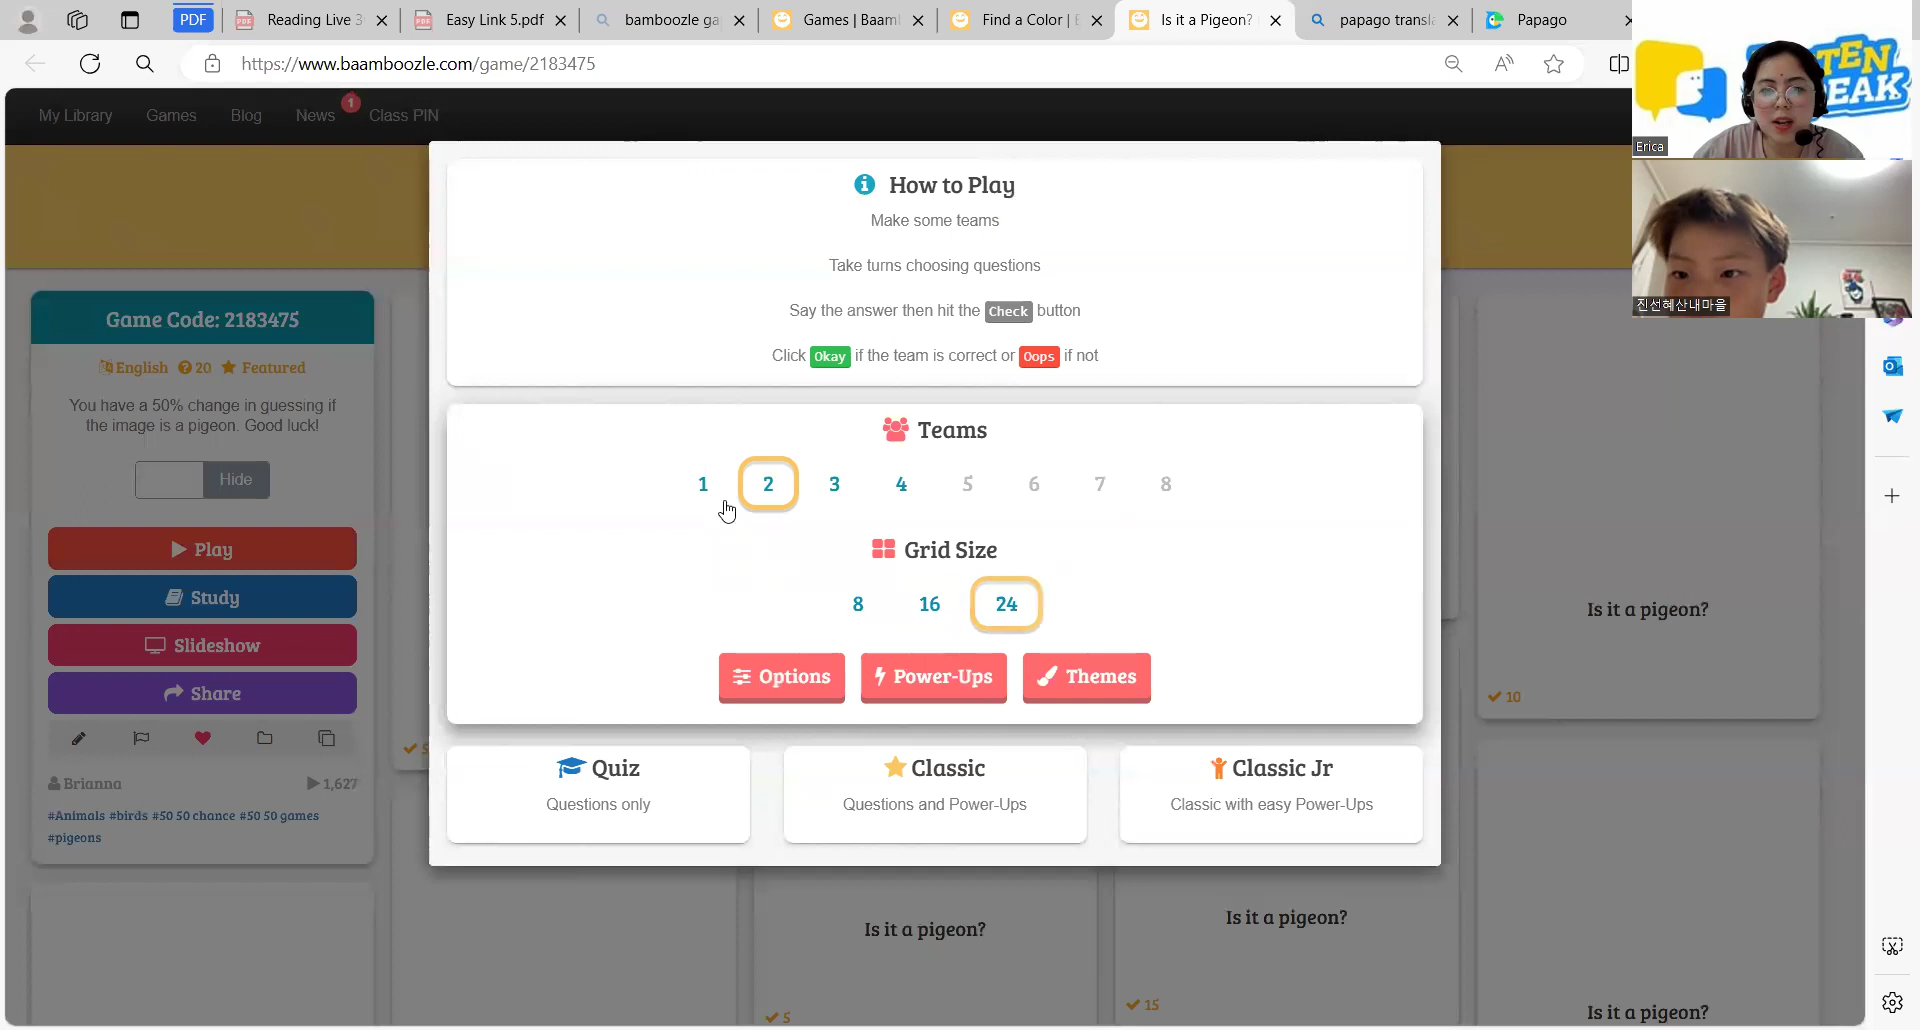 PDF
Reading Live 3
Easy Link 5.pdf
bamboozle ga
Games | Baaml
Find a Color |
Is it a Pigeon?
papago transl
Papago
https://www.baamboozle.com/game/2183475
My Library
Games
Blog
News
1
Class PIN
TEN
EAK
Erica
진선혜산내마을
How to Play
Make some teams
Take turns choosing questions
Say the answer then hit the Check button
Click Okay if the team is correct or Oops if not
Teams
1 2 3 4 5 6 7 8
Grid Size
8 16 24
Options
Power-Ups
Themes
Quiz
Questions only
Classic
Questions and Power-Ups
Classic Jr
Classic with easy Power-Ups
Game Code: 2183475
English 20 Featured
You have a 50% change in guessing if
the image is a pigeon. Good luck!
Hide
Play
Study
Slideshow
Share
Brianna
1,627
#Animals #birds #50 50 chance #50 50 games
#pigeons
Is it a pigeon?
10
5
Is it a pigeon?
5
Is it a pigeon?
15
Is it a pigeon?